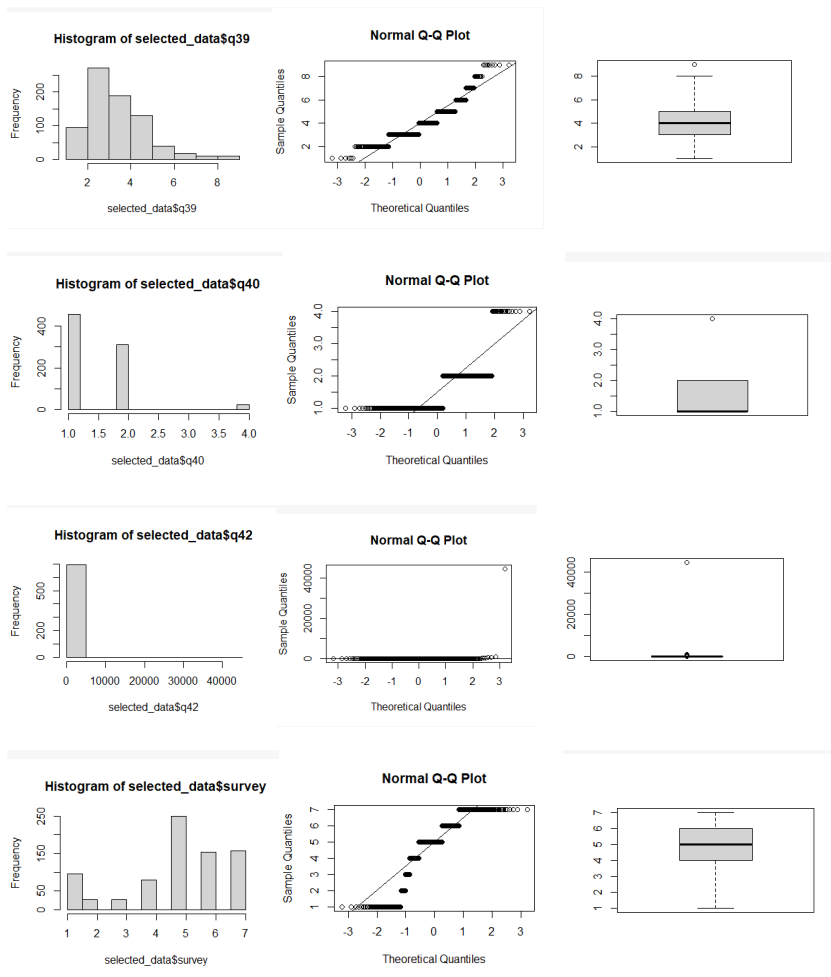 Histogram of selected_data$q39
Frequency
0 100 200
2 4 6 8
selected_data$q39
Normal Q-Q Plot
Sample Quantiles
2 4 6 8
-3 -2 -1 0 1 2 3
Theoretical Quantiles
2 4 6 8
Histogram of selected_data$q40
Frequency
0 200 400
1.0 1.5 2.0 2.5 3.0 3.5 4.0
selected_data$q40
Normal Q-Q Plot
Sample Quantiles
1.0 2.0 3.0 4.0
-3 -2 -1 0 1 2 3
Theoretical Quantiles
1.0 2.0 3.0 4.0
Histogram of selected_data$q42
Frequency
0 200 500
0 10000 20000 30000 40000
selected_data$q42
Normal Q-Q Plot
Sample Quantiles
0 20000 40000
-3 -2 -1 0 1 2 3
Theoretical Quantiles
0 20000 40000
Histogram of selected_data$survey
Frequency
0 50 150 250
1 2 3 4 5 6 7
selected_data$survey
Normal Q-Q Plot
Sample Quantiles
1 2 3 4 5 6 7
-3 -2 -1 0 1 2 3
Theoretical Quantiles
1 2 3 4 5 6 7